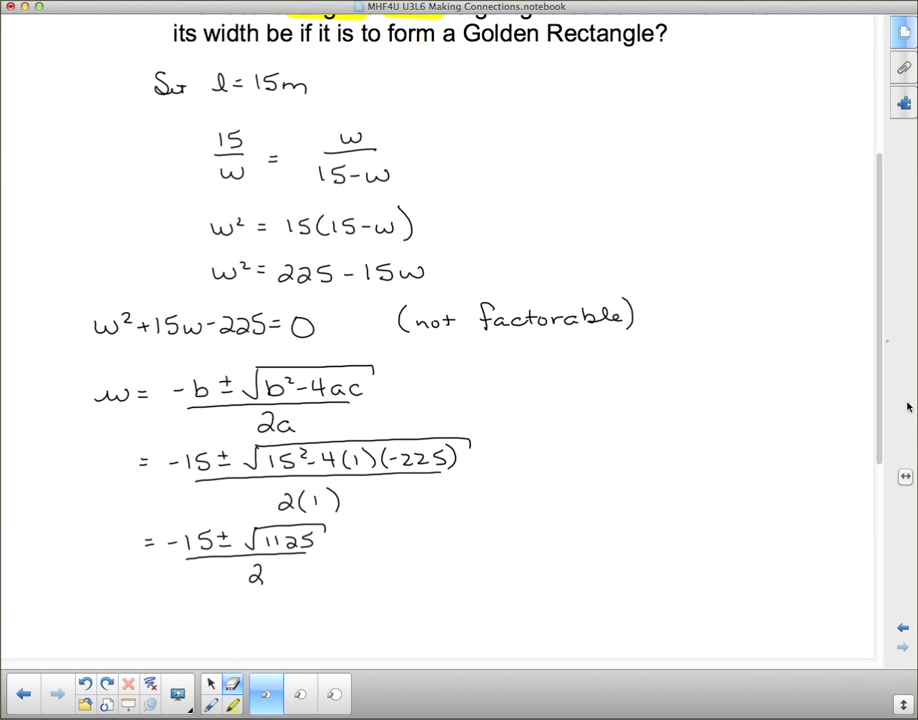 MHF4U U3L6 Making Connections.notebook
its width be if it is to form a Golden Rectangle?
Set l = 15m
15/w = w/(15-w)
w² = 15(15-w)
w² = 225 - 15w
w² + 15w - 225 = 0 (not factorable)
w = (-b ± √(b² - 4ac))/2a
= (-15 ± √(15² - 4(1)(-225)))/2(1)
= (-15 ± √1125)/2